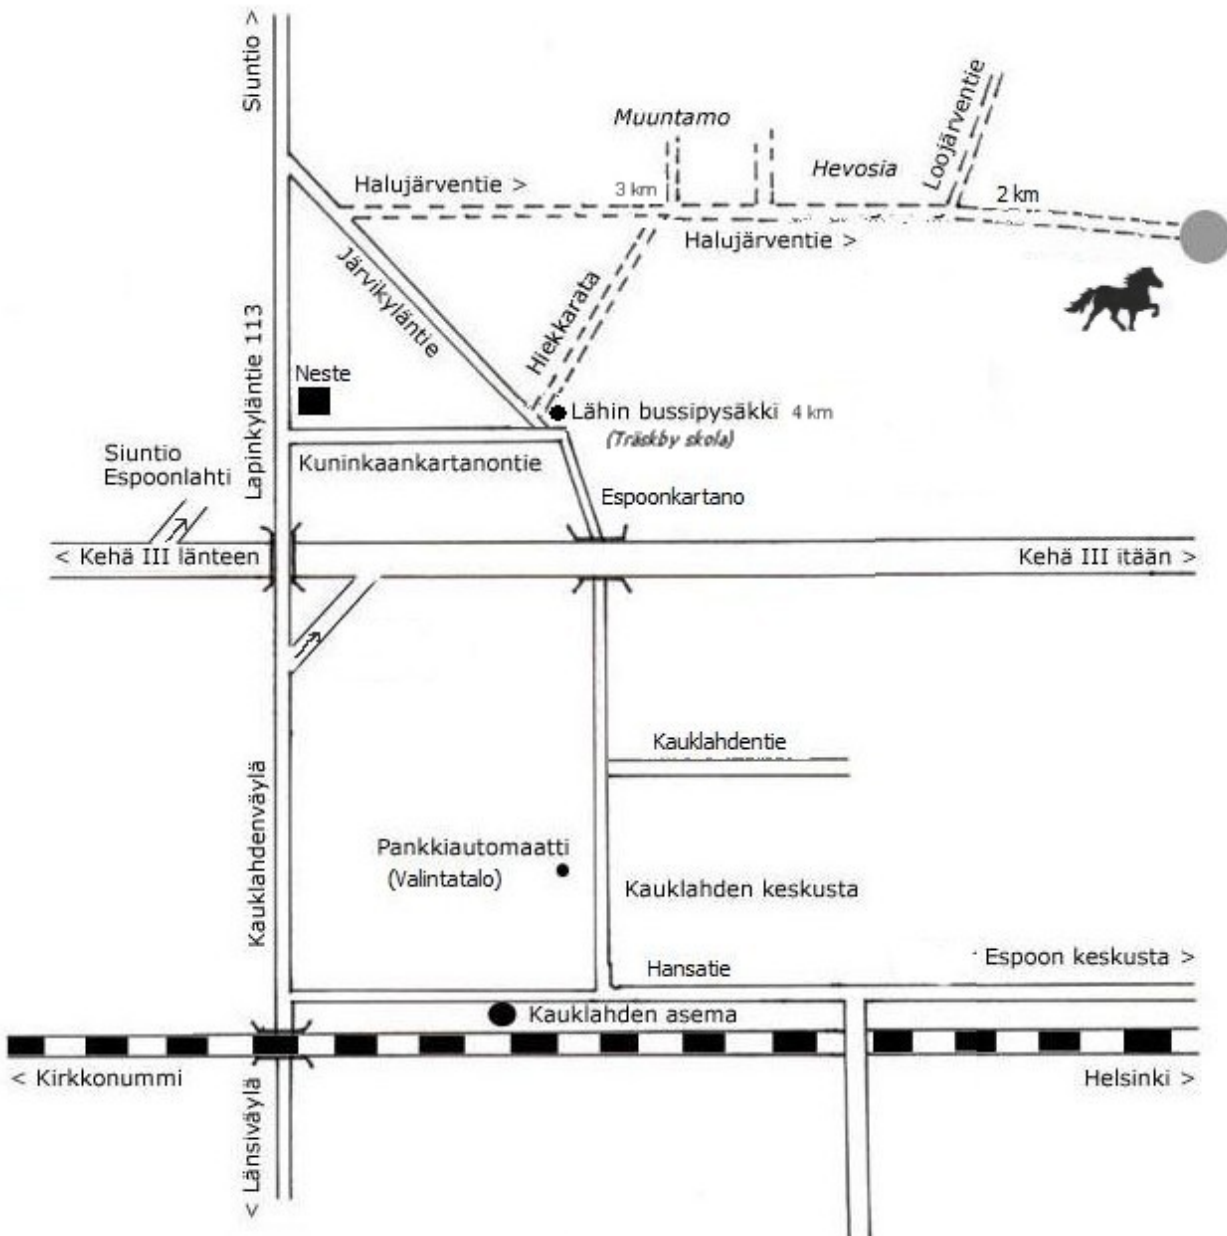 Siuntio >
Muuntamo
Loojärventie
Hevosia
Halujärventie >
3 km
2 km
Halujärventie >
Järvikyläntie
Hiekkarata
Lapinkyläntie 113
Neste
Lähin bussipysäkki 4 km
(Träskby skola)
Siuntio
Espoonlahti
Kuninkaankartanontie
Espoonkartano
< Kehä III länteen
Kehä III itään >
Kauklahdentie
Kauklahdenväylä
Pankkiautomaatti
(Valintatalo)
Kauklahden keskusta
Hansatie
Espoon keskusta >
Kauklahden asema
< Kirkkonummi
Helsinki >
< Länsiväylä